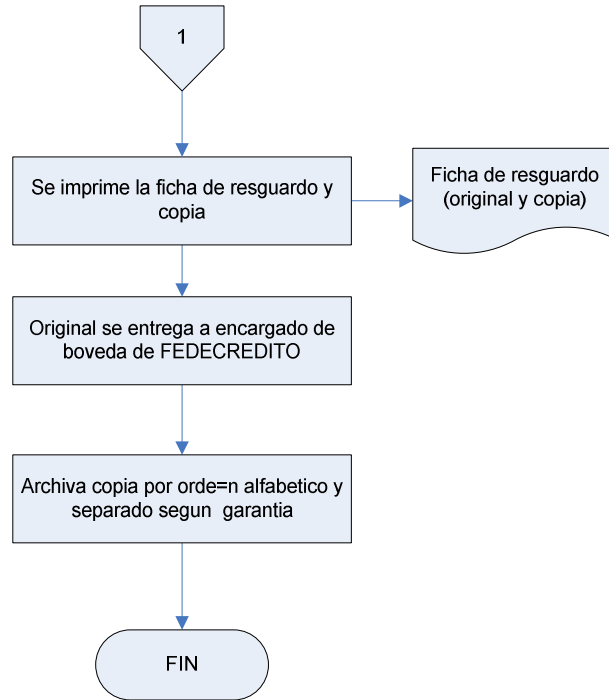 1
Se imprime la ficha de resguardo y
copia
Ficha de resguardo
(original y copia)
Original se entrega a encargado de
boveda de FEDECREDITO
Archiva copia por orde=n alfabetico y
separado segun garantia
FIN